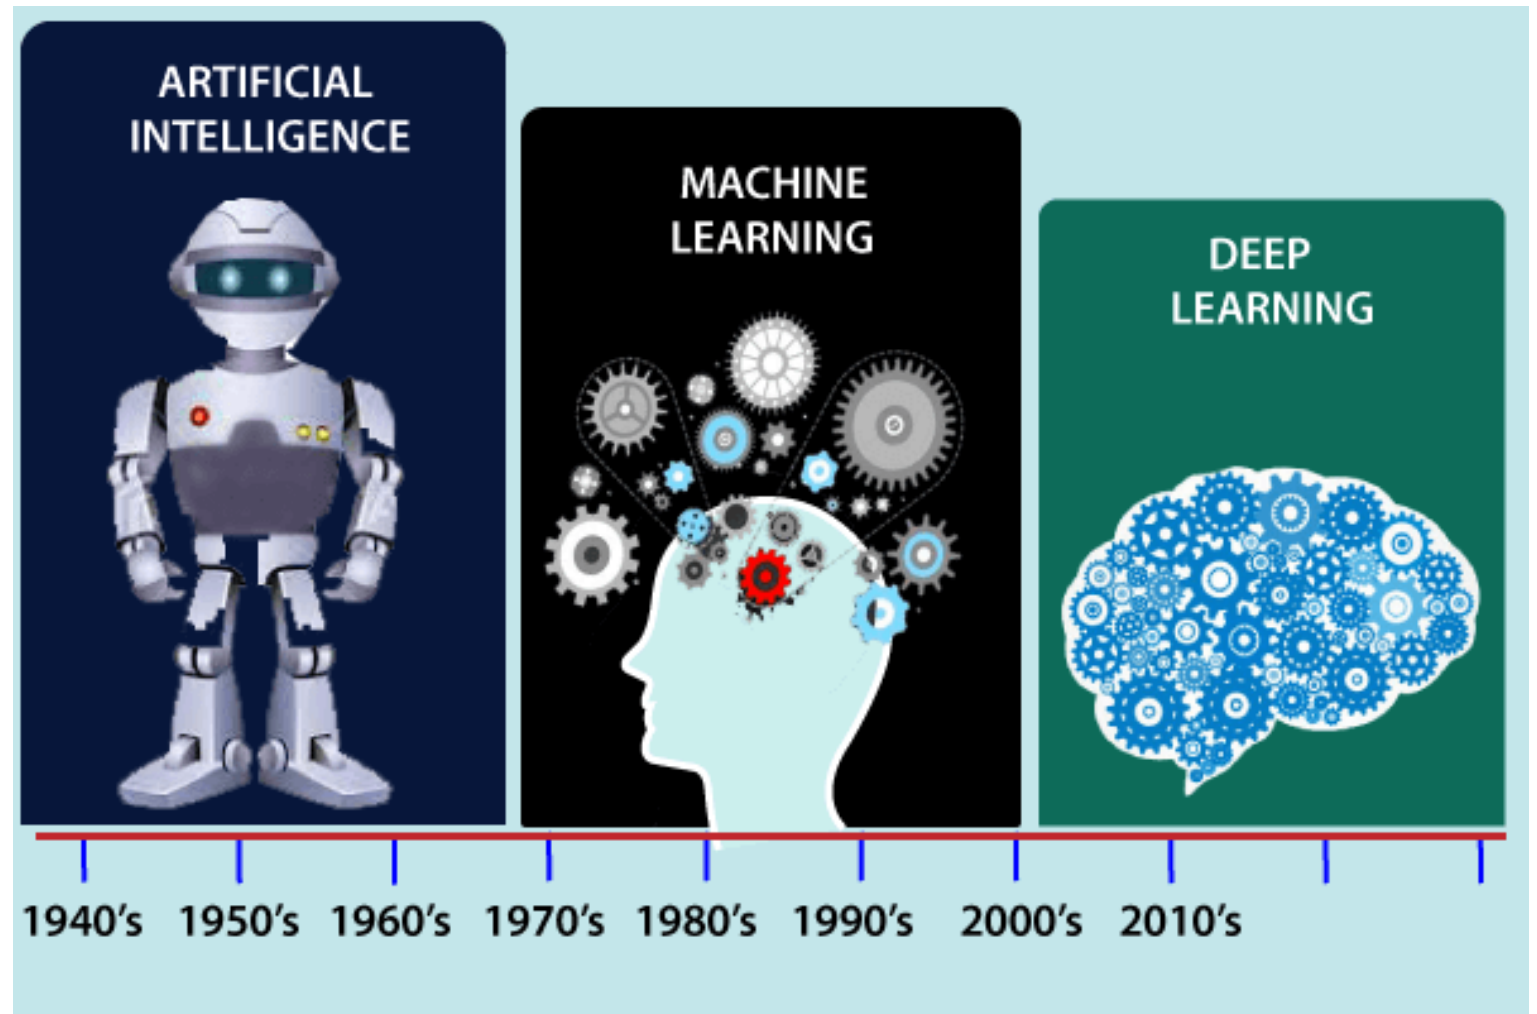 ARTIFICIAL
INTELLIGENCE
MACHINE
LEARNING
DEEP
LEARNING
1940's 1950's 1960's 1970's 1980's 1990's 2000's 2010's